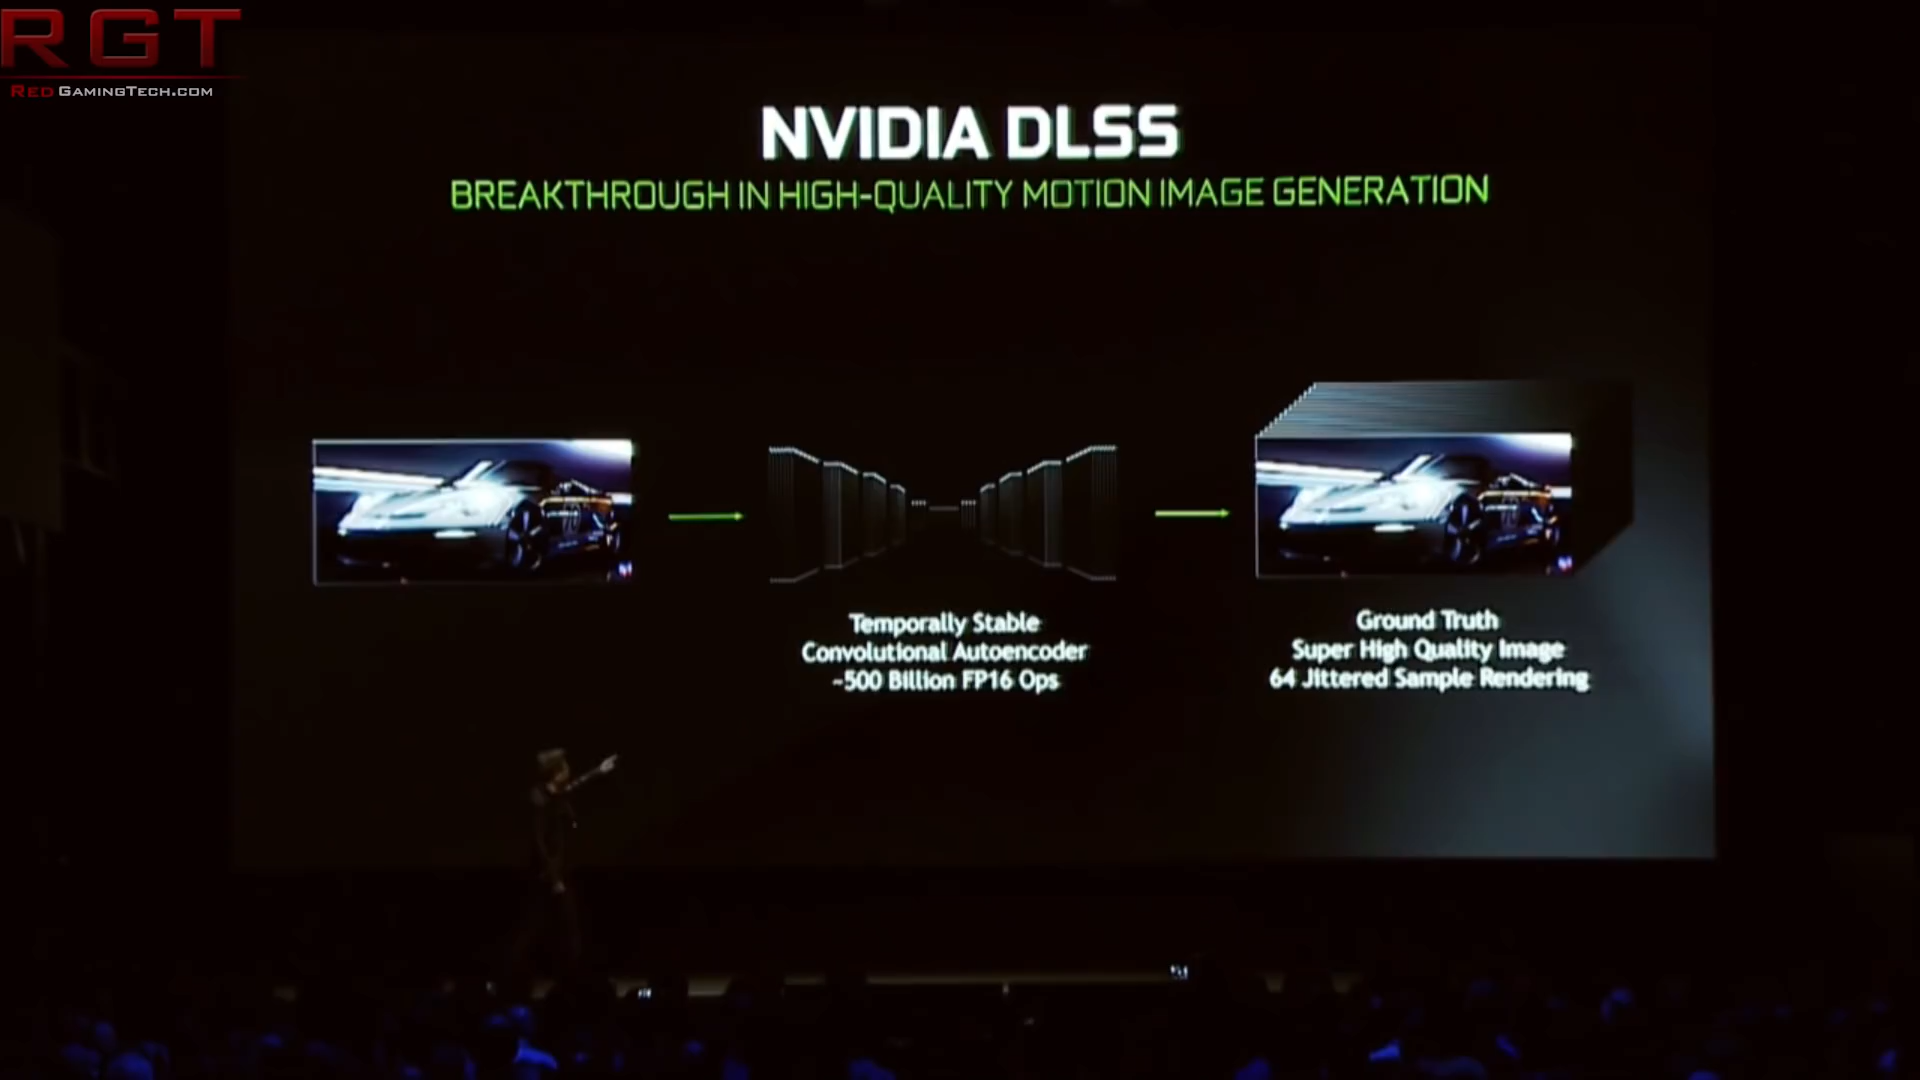 RGT
RED GAMINGTECH.COM
NVIDIA DLSS
BREAKTHROUGH IN HIGH-QUALITY MOTION IMAGE GENERATION
Temporally Stable
Convolutional Autoencoder
~500 Billion FP16 Ops
Ground Truth
Super High Quality Image
64 Jittered Sample Rendering